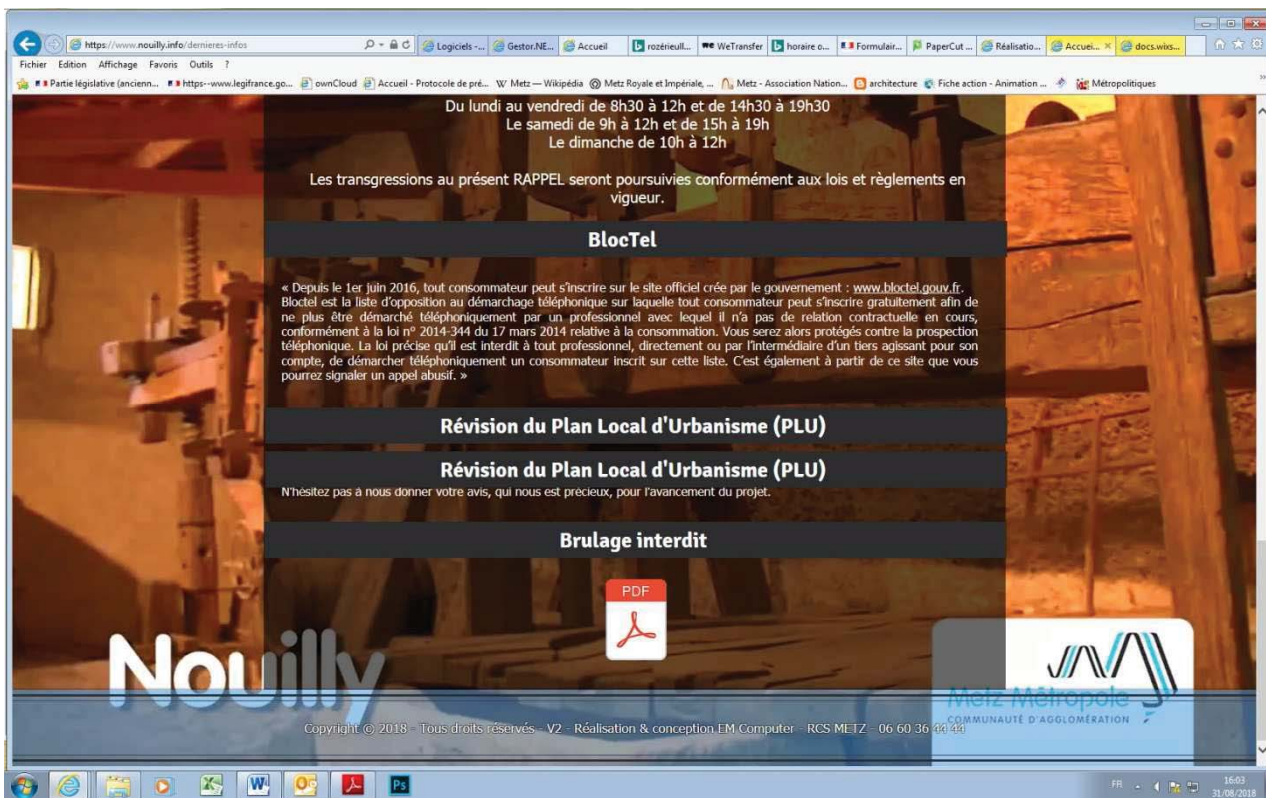 https://www.nouilly.info/dernieres-infos
Logiciels -... Gestor.NE... Accueil rozérieull... WeTransfer horaire o... Formulair... PaperCut ... Réalisatio... Accuei... docs.wixs...
Fichier Edition Affichage Favoris Outils ?
Partie législative (ancienn... https--www.legifrance.go... ownCloud Accueil - Protocole de pré... Metz — Wikipédia Metz Royale et Impériale, ... Metz - Association Nation... architecture Fiche action - Animation ... Métropolitiques
Du lundi au vendredi de 8h30 à 12h et de 14h30 à 19h30
Le samedi de 9h à 12h et de 15h à 19h
Le dimanche de 10h à 12h
Les transgressions au présent RAPPEL seront poursuivies conformément aux lois et règlements en
vigueur.
BlocTel
« Depuis le 1er juin 2016, tout consommateur peut s'inscrire sur le site officiel crée par le gouvernement : www.bloctel.gouv.fr.
Bloctel est la liste d'opposition au démarchage téléphonique sur laquelle tout consommateur peut s'inscrire gratuitement afin de
ne plus être démarché téléphoniquement par un professionnel avec lequel il n'a pas de relation contractuelle en cours,
conformément à la loi n° 2014-344 du 17 mars 2014 relative à la consommation. Vous serez alors protégés contre la prospection
téléphonique. La loi précise qu'il est interdit à tout professionnel, directement ou par l'intermédiaire d'un tiers agissant pour son
compte, de démarcher téléphoniquement un consommateur inscrit sur cette liste. C'est également à partir de ce site que vous
pourrez signaler un appel abusif. »
Révision du Plan Local d'Urbanisme (PLU)
Révision du Plan Local d'Urbanisme (PLU)
N'hésitez pas à nous donner votre avis, qui nous est précieux, pour l'avancement du projet.
Brulage interdit
PDF
Nouilly
Metz Métropole
COMMUNAUTÉ D'AGGLOMÉRATION
Copyright © 2018 - Tous droits réservés - V2 - Réalisation & conception EM Computer - RCS METZ - 06 60 36 44 44
Ps
FR
16:03
31/08/2018